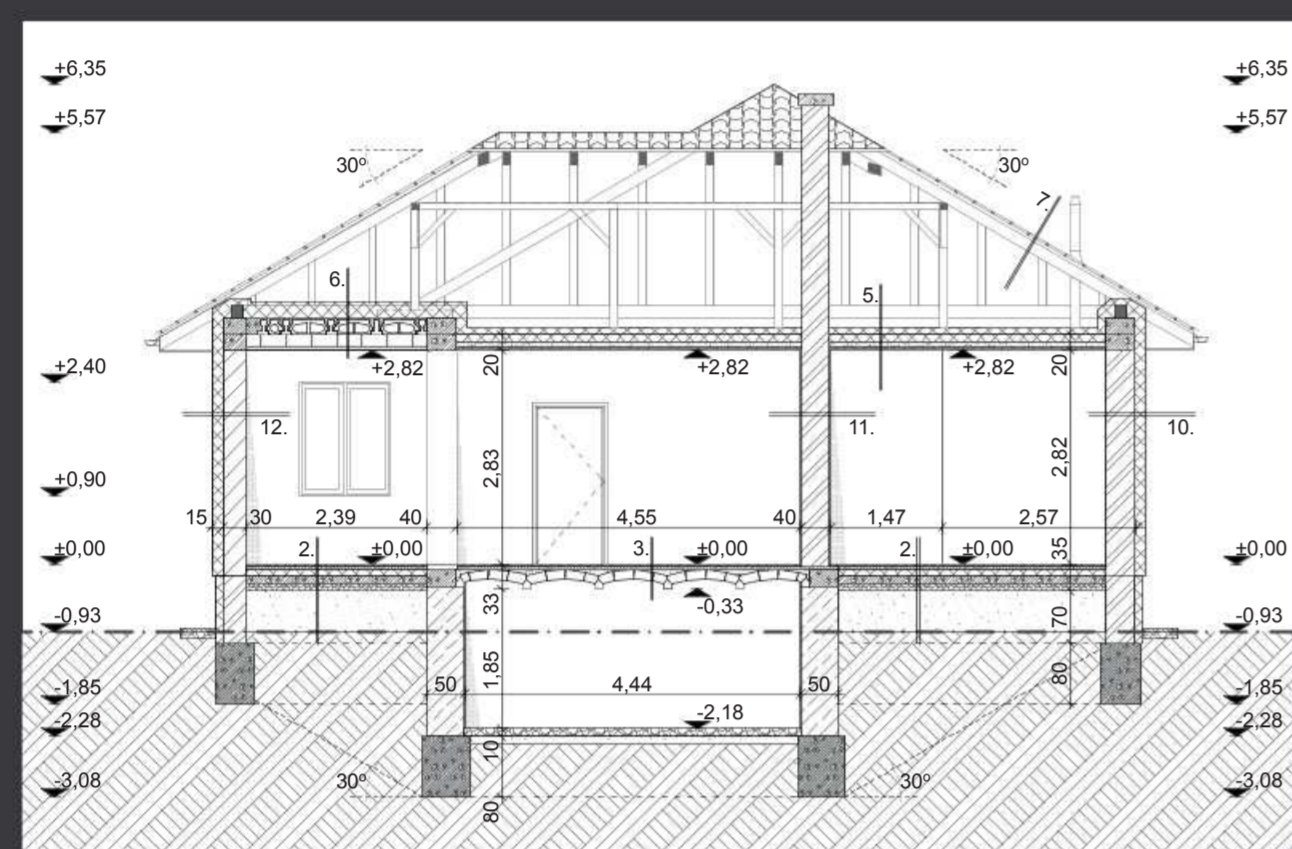 +6,35 +6,35
+5,57 +5,57
30º 30º
7.
6. 5.
+2,40 +2,82 20 +2,82 +2,82 20
12. 11. 10.
+0,90 2,83 2,82
15 30 2,39 40 4,55 40 1,47 2,57
±0,00 2. ±0,00 3. ±0,00 2. ±0,00 35 ±0,00
33 -0,33
-0,93 70 -0,93
1,85 80
-1,85 50 4,44 50 -1,85
-2,28 -2,18 -2,28
10
-3,08 30º 30º -3,08
80